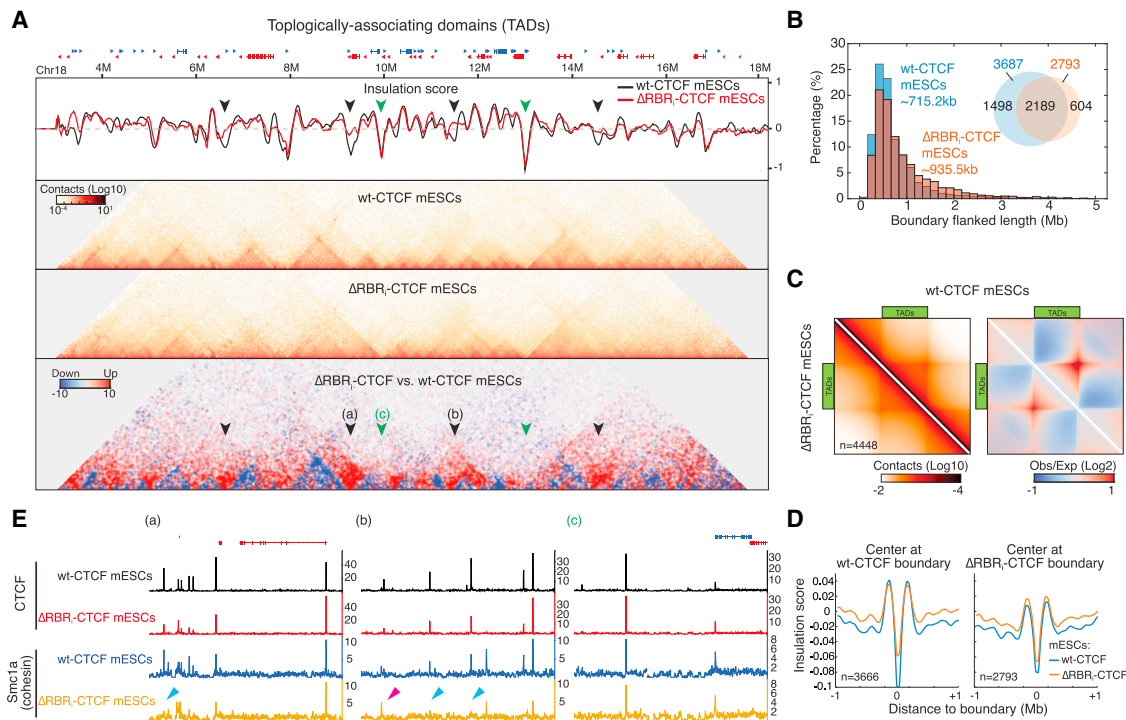 A
Toplogically-associating domains (TADs)
Chr18
4M
6M
8M
10M
12M
14M
16M
18M
Insulation score
wt-CTCF mESCs
ΔRBRi-CTCF mESCs
1
0
-1
Contacts (Log10)
10-4
101
wt-CTCF mESCs
ΔRBRi-CTCF mESCs
Down
Up
-10
10
ΔRBRi-CTCF vs. wt-CTCF mESCs
(a)
(c)
(b)
B
30
25
20
15
10
5
0
Percentage (%)
wt-CTCF
mESCs
~715.2kb
ΔRBRi-CTCF
mESCs
~935.5kb
3687
2793
1498
2189
604
0
1
2
3
4
5
Boundary flanked length (Mb)
C
wt-CTCF mESCs
ΔRBRi-CTCF mESCs
TADs
TADs
TADs
TADs
n=4448
Contacts (Log10)
-2
-4
Obs/Exp (Log2)
-1
1
D
Center at
wt-CTCF boundary
Center at
ΔRBRi-CTCF boundary
Insulation score
0.04
0.02
0
-0.02
-0.04
-0.06
-0.08
-0.1
n=3666
n=2793
mESCs:
wt-CTCF
ΔRBRi-CTCF
-1
0
+1
-1
0
+1
Distance to boundary (Mb)
E
(a)
(b)
(c)
CTCF
wt-CTCF mESCs
ΔRBRi-CTCF mESCs
Smc1a
(cohesin)
wt-CTCF mESCs
ΔRBRi-CTCF mESCs
40
20
40
20
10
5
10
5
30
20
10
30
20
10
10
5
10
5
30
20
10
30
20
10
8
6
4
2
8
6
4
2